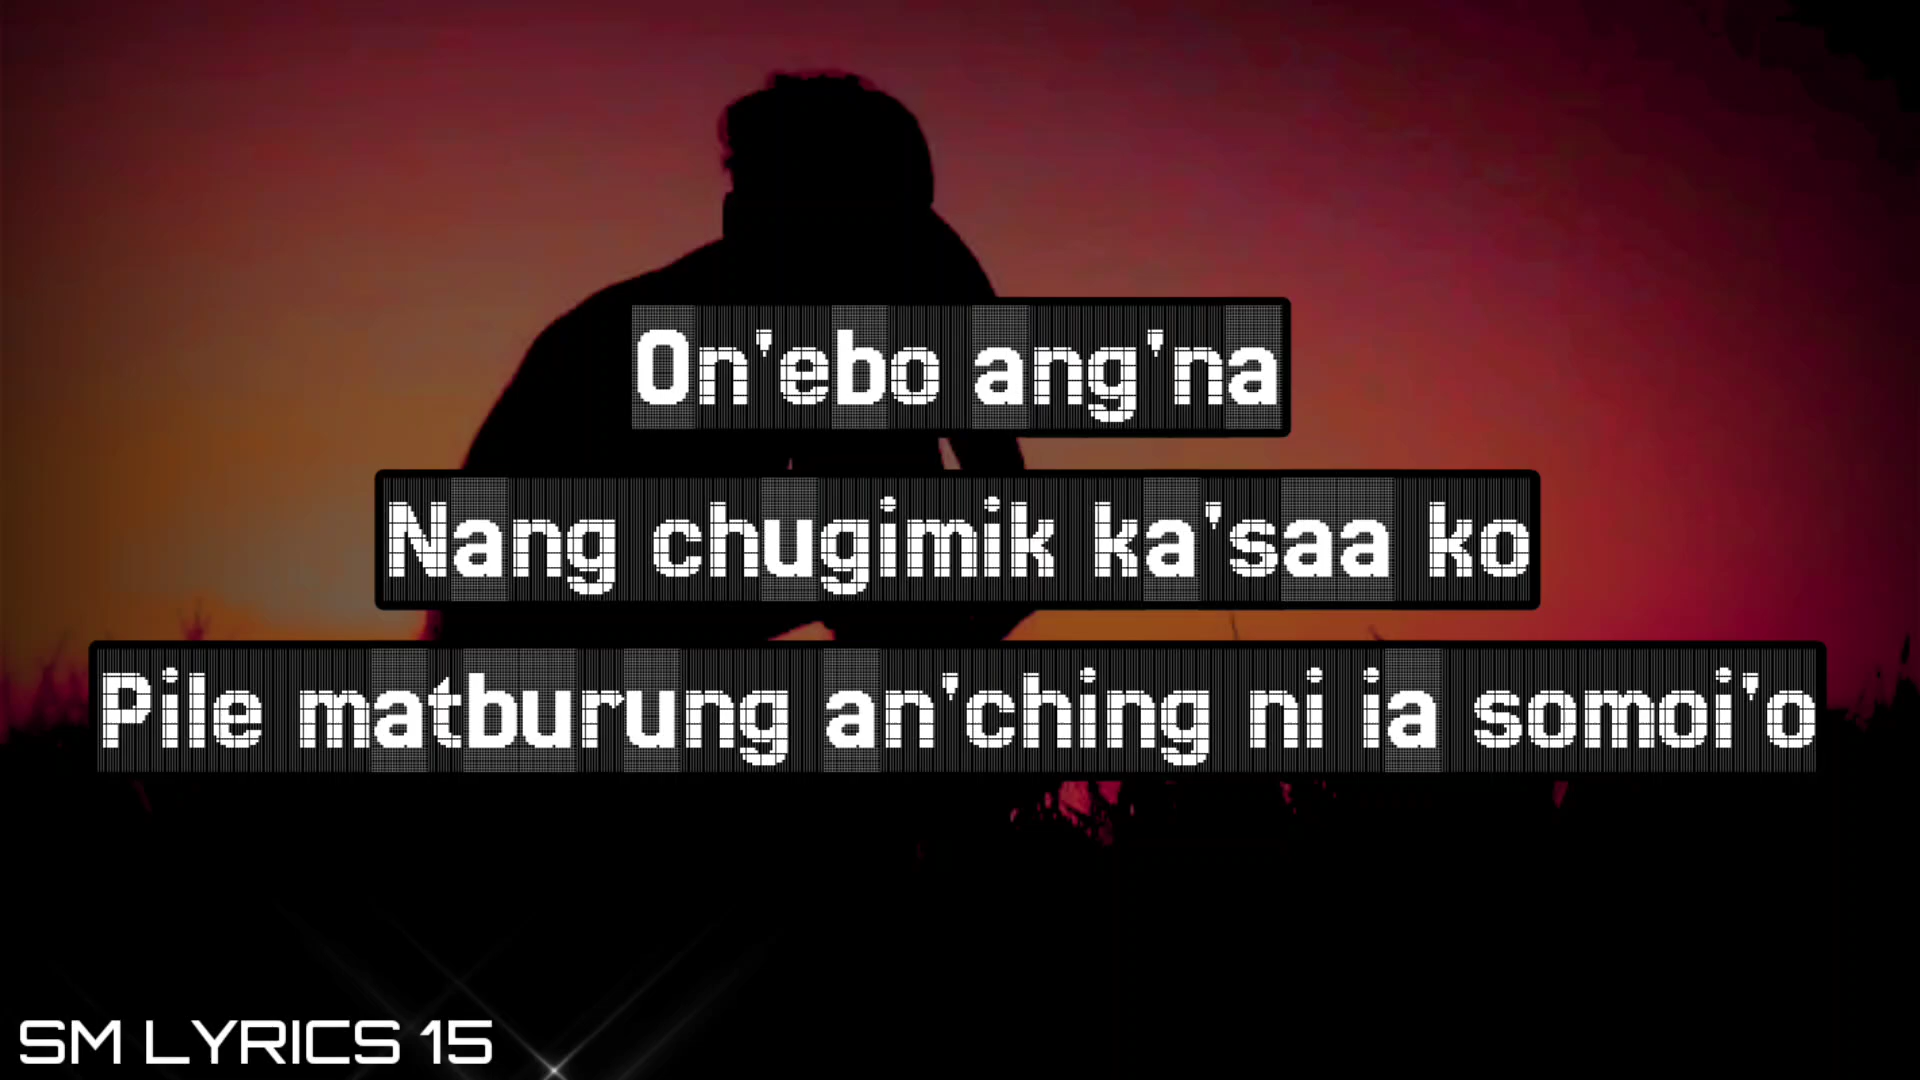 On'ebo ang'na
Nang chugimik ka'saa ko
Pile matburung an'ching ni ia somoi'o
SM LYRICS 15